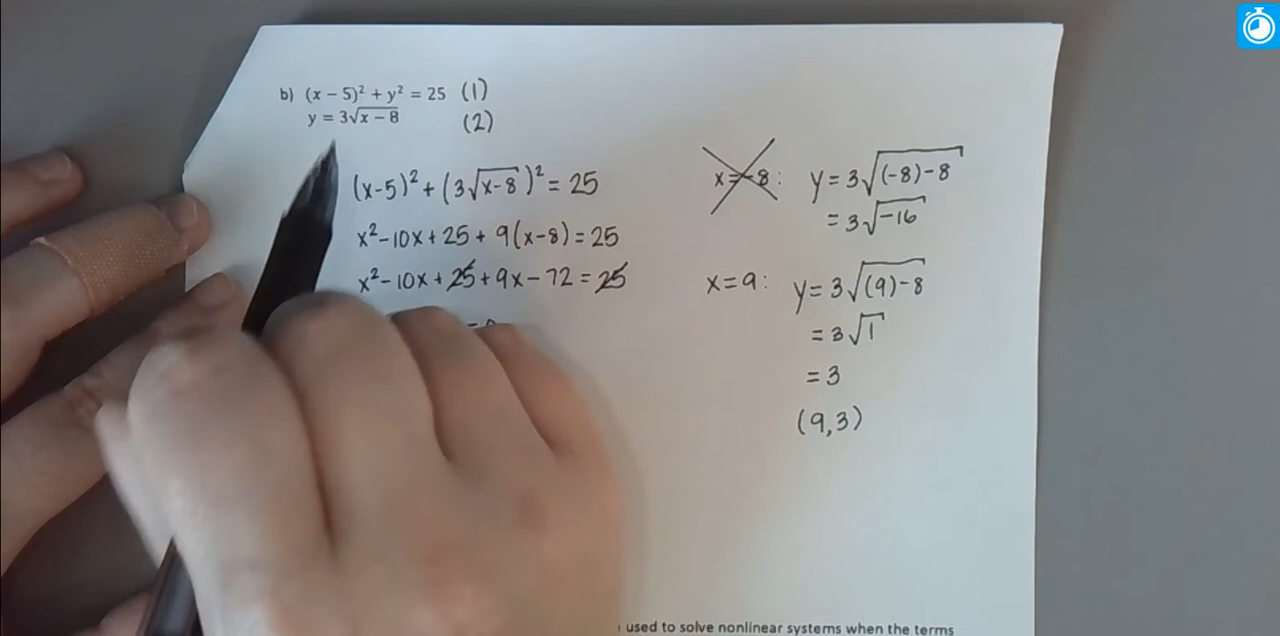 b) (x – 5)² + y² = 25 (1)
y = 3√x – 8 (2)
(x-5)² + (3√x-8)² = 25
x²-10x+25+9(x-8)=25
x²-10x+25+9x-72=25
x=-8: y=3√(-8)-8
=3√-16
x=9: y=3√(9)-8
=3√1
=3
(9,3)
used to solve nonlinear systems when the terms